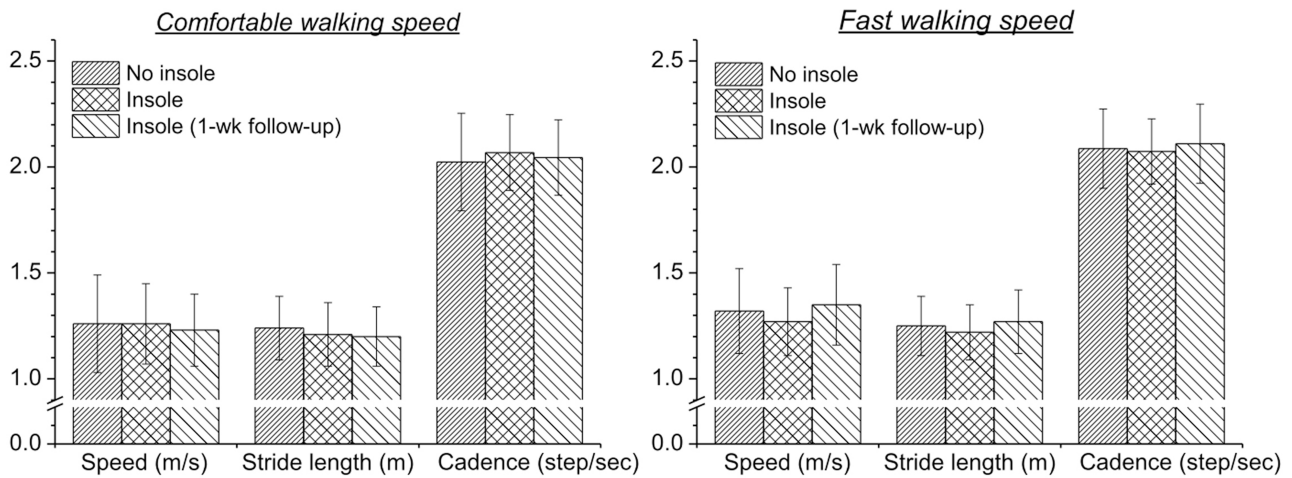 Comfortable walking speed
2.5
2.0
1.5
1.0
0.0
No insole
Insole
Insole (1-wk follow-up)
Speed (m/s)
Stride length (m)
Cadence (step/sec)
Fast walking speed
2.5
2.0
1.5
1.0
0.0
No insole
Insole
Insole (1-wk follow-up)
Speed (m/s)
Stride length (m)
Cadence (step/sec)